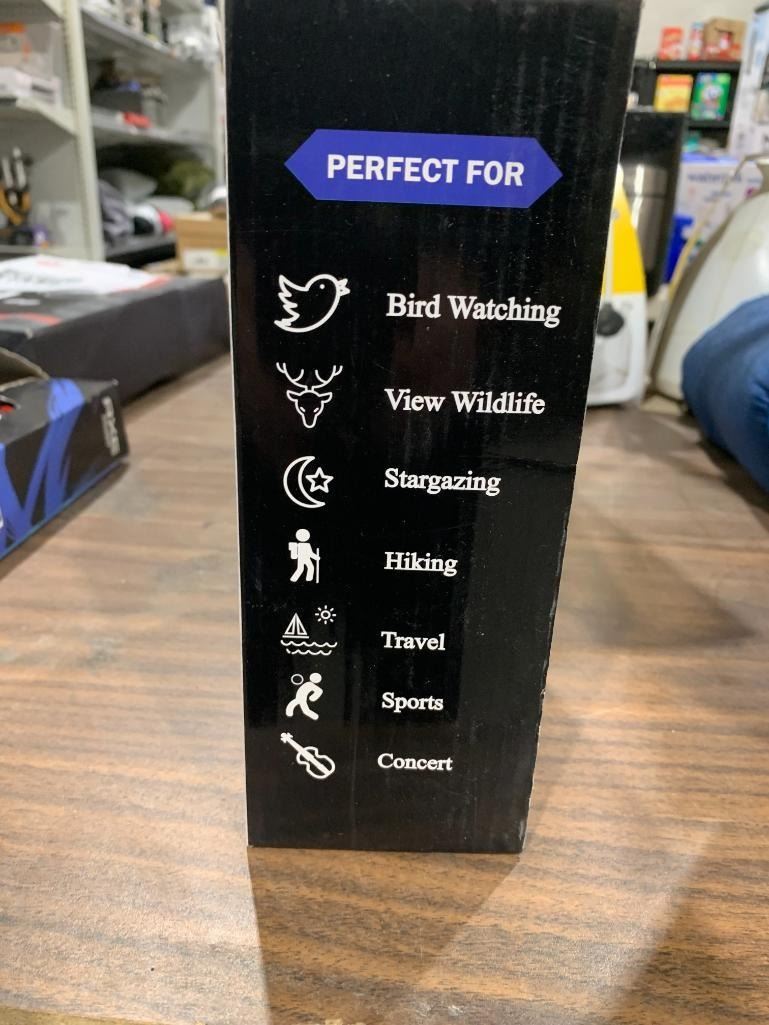 PERFECT FOR
Bird Watching
View Wildlife
Stargazing
Hiking
Travel
Sports
Concert